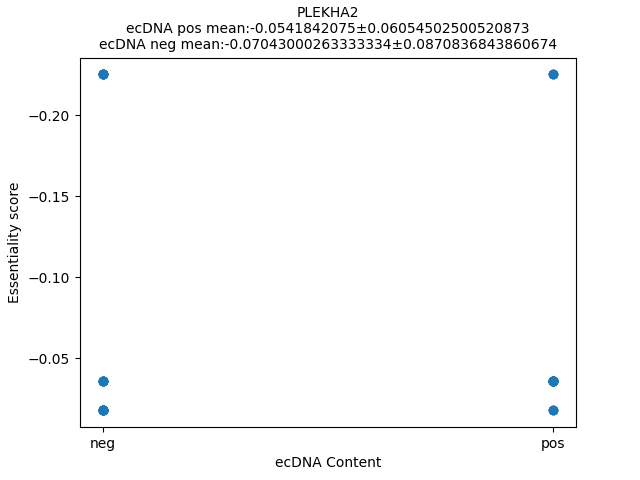 PLEKHA2
ecDNA pos mean:-0.0541842075±0.06054502500520873
ecDNA neg mean:-0.07043000263333334±0.0870836843860674
−0.20
−0.15
−0.10
−0.05
Essentiality score
neg
pos
ecDNA Content